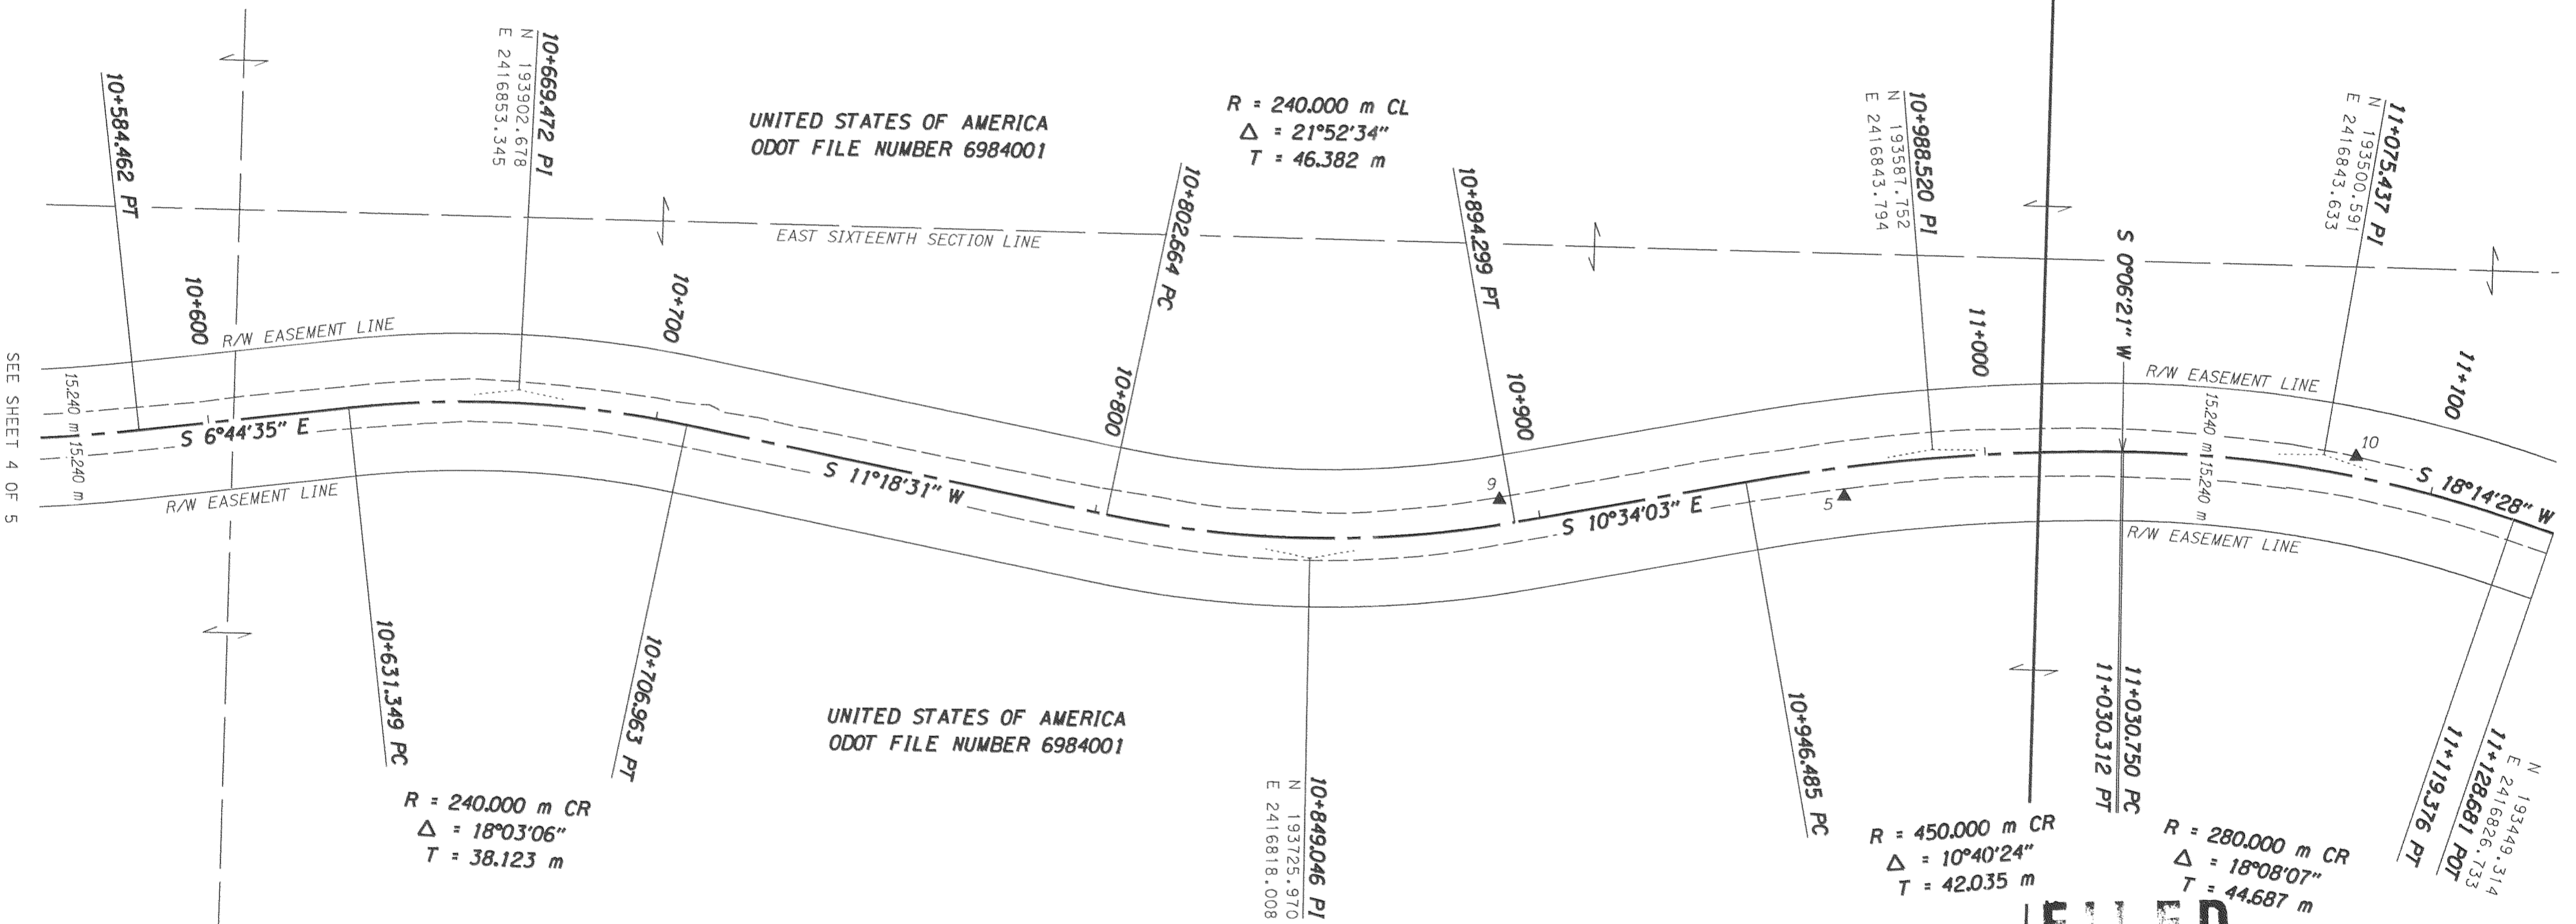 10+584.462 PT
10+669.472 PI
N 193902.678
E 2416853.345
UNITED STATES OF AMERICA
ODOT FILE NUMBER 6984001
R = 240.000 m CL
Δ = 21°52'34"
T = 46.382 m
10+802.664 PC
10+894.299 PT
10+988.520 PI
N 193587.752
E 2416843.794
11+075.437 PI
N 193500.591
E 2416843.633
EAST SIXTEENTH SECTION LINE
S 0°06'21" W
10+600
10+700
10+800
10+900
11+000
11+100
R/W EASEMENT LINE
R/W EASEMENT LINE
SEE SHEET 4 OF 5
15.240 m
15.240 m
S 6°44'35" E
S 11°18'31" W
9
S 10°34'03" E
5
15.240 m
15.240 m
10
S 18°14'28" W
R/W EASEMENT LINE
R/W EASEMENT LINE
10+631.349 PC
10+706.963 PT
R = 240.000 m CR
Δ = 18°03'06"
T = 38.123 m
UNITED STATES OF AMERICA
ODOT FILE NUMBER 6984001
10+849.046 PI
N 193725.970
E 2416818.008
10+946.485 PC
11+030.750 PC
11+030.312 PT
R = 450.000 m CR
Δ = 10°40'24"
T = 42.035 m
R = 280.000 m CR
Δ = 18°08'07"
T = 44.687 m
N 193449.314
E 2416826.733
11+128.681 POT
11+119.376 PT
FILED